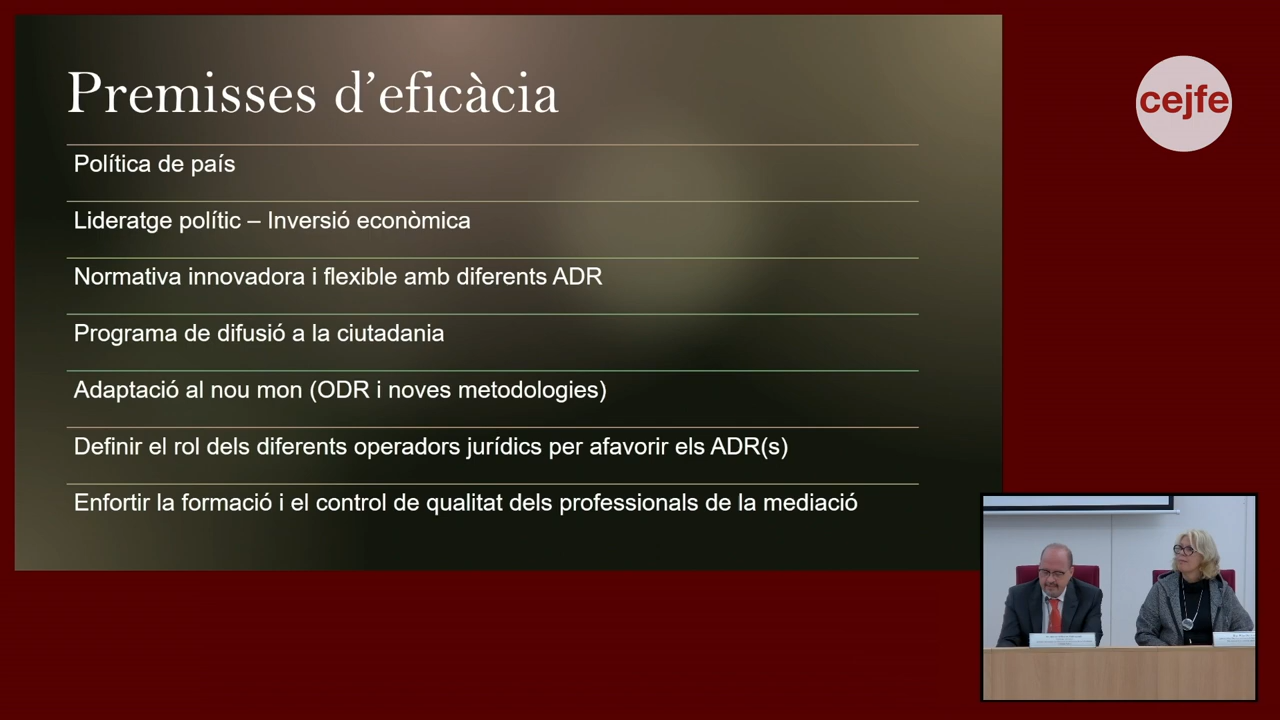 Premisses d’eficàcia
Política de país
Lideratge polític – Inversió econòmica
Normativa innovadora i flexible amb diferents ADR
Programa de difusió a la ciutadania
Adaptació al nou mon (ODR i noves metodologies)
Definir el rol dels diferents operadors jurídics per afavorir els ADR(s)
Enfortir la formació i el control de qualitat dels professionals de la mediació
cejfe